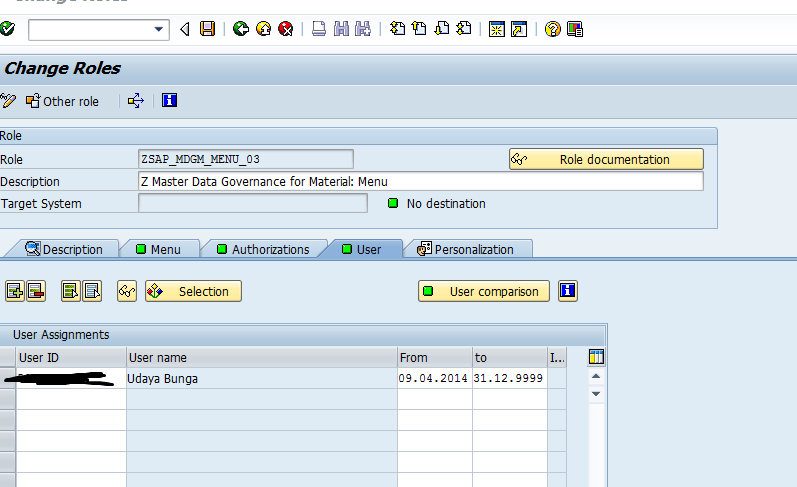 Change Roles
Other role
Role
Role ZSAP_MDGM_MENU_03 Role documentation
Description Z Master Data Governance for Material: Menu
Target System No destination
Description Menu Authorizations User Personalization
Selection User comparison
User Assignments
User ID User name From to I...
Udaya Bunga 09.04.2014 31.12.9999